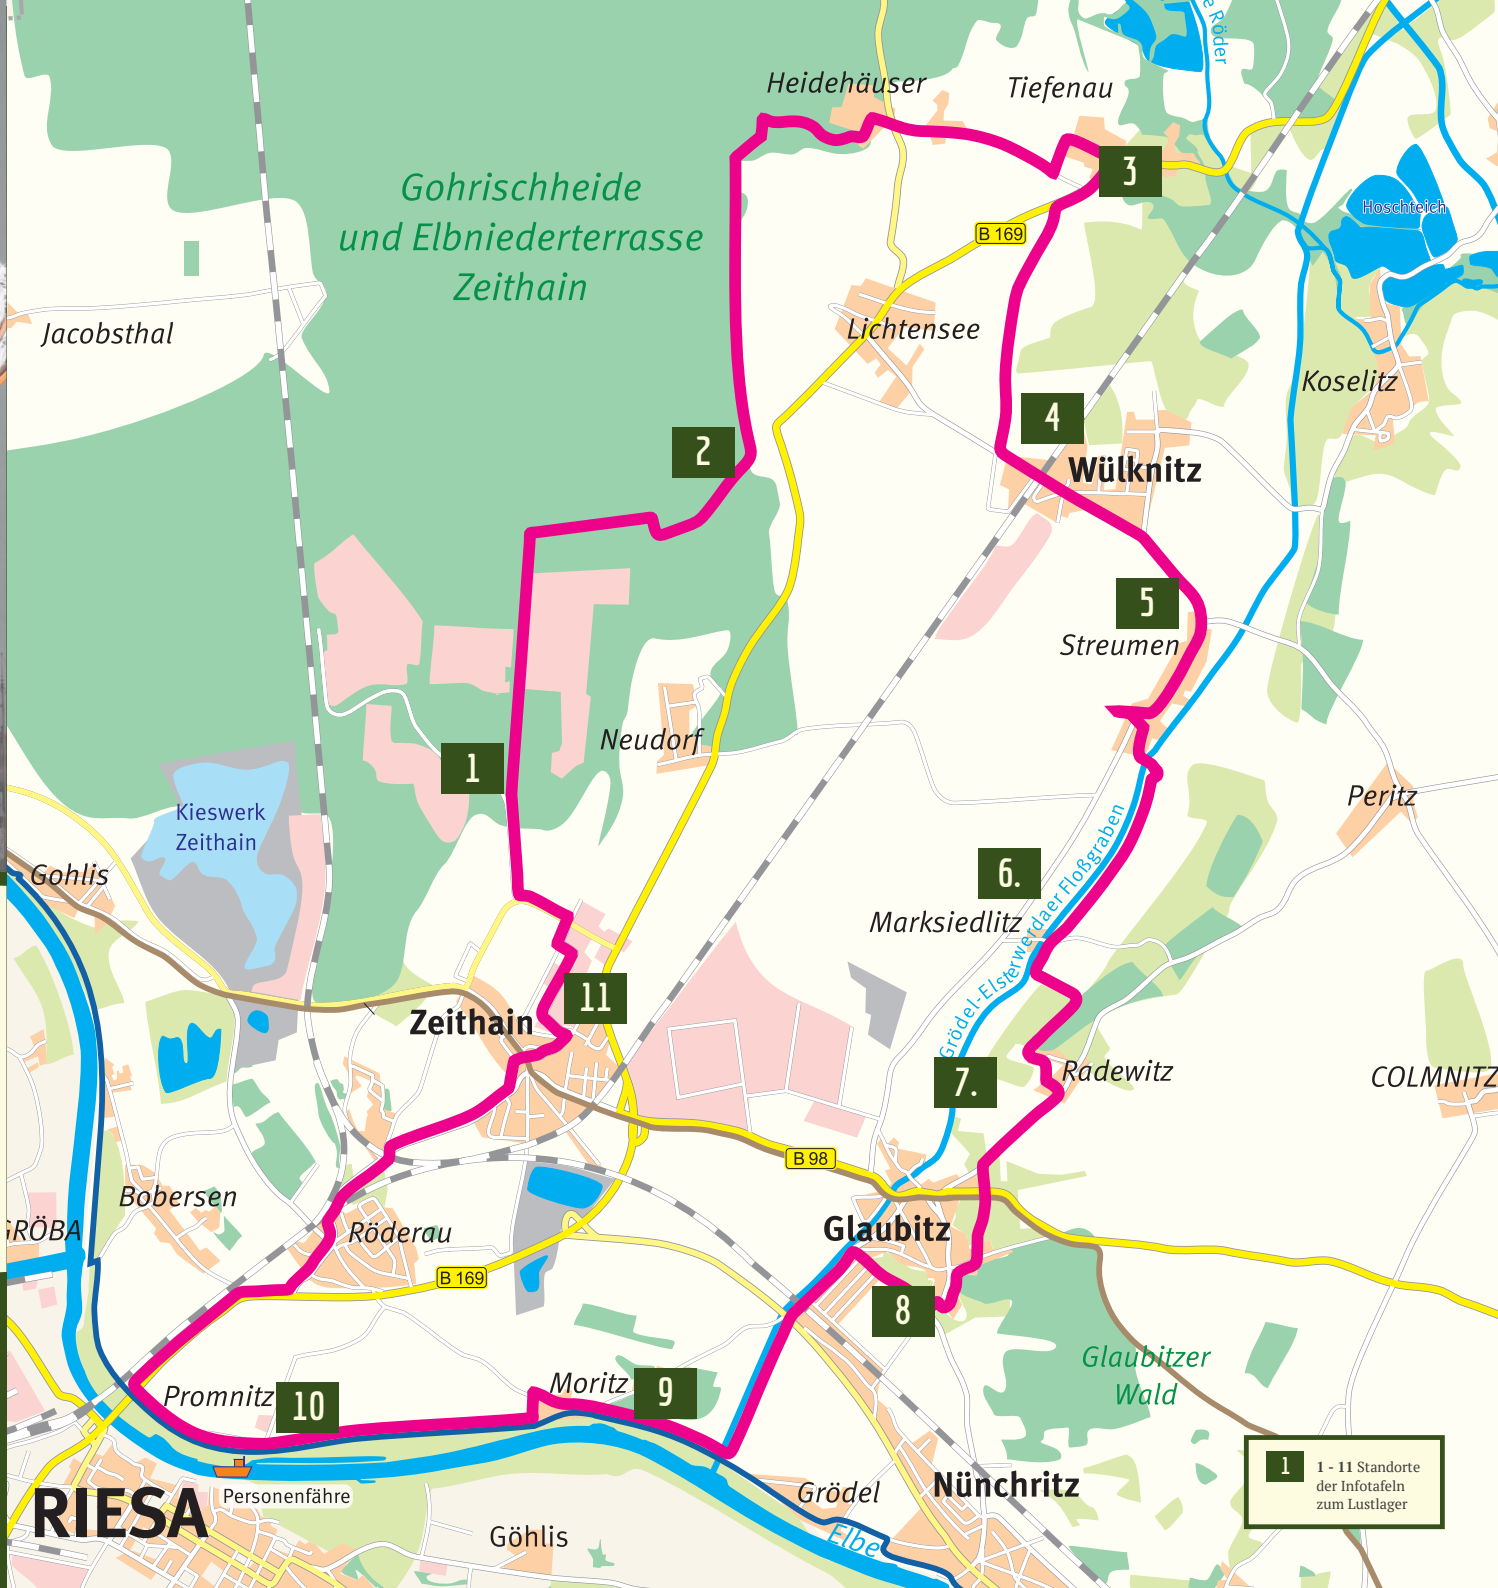 e Röder
Heidehäuser
Tiefenau
3
Gohrischheide
und Elbniederterrasse
Zeithain
Hoschteich
B 169
Jacobsthal
Lichtensee
Koselitz
4
2
Wülknitz
5
Streumen
Neudorf
1
Peritz
Kieswerk
Zeithain
Gohlis
6.
Marksiedlitz
Grödel-Elsterwerdaer Floßgraben
11
Zeithain
7.
Radewitz
COLMNITZ
B 98
Bobersen
GRÖBA
Röderau
Glaubitz
B 169
8
Glaubitzer
Wald
Moritz
9
Promnitz
10
1
1 - 11 Standorte
der Infotafeln
zum Lustlager
Nünchritz
Grödel
Personenfähre
RIESA
Göhlis
Elbe